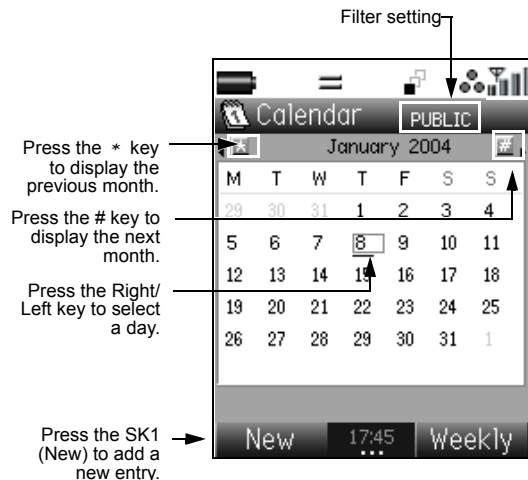 Filter setting
Calendar PUBLIC
* January 2004 #
M T W T F S S
29 30 31 1 2 3 4
5 6 7 8 9 10 11
12 13 14 15 16 17 18
19 20 21 22 23 24 25
26 27 28 29 30 31 1
New 17:45 Weekly
Press the * key
to display the
previous month.
Press the # key to
display the next
month.
Press the Right/
Left key to select
a day.
Press the SK1
(New) to add a
new entry.